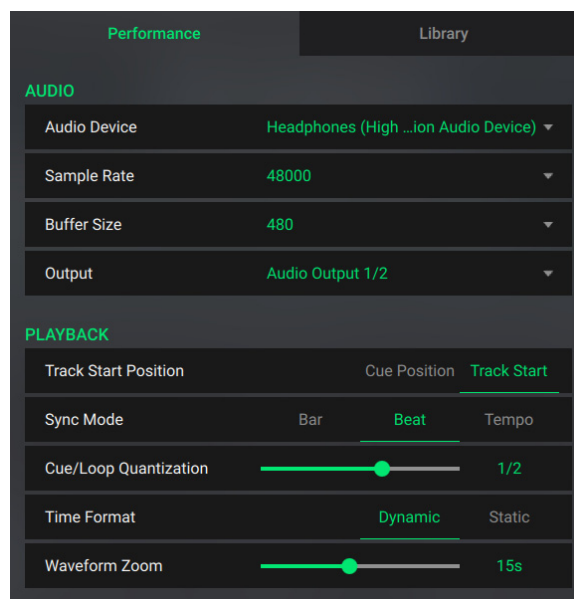 Performance Library
AUDIO
Audio Device Headphones (High ...ion Audio Device)
Sample Rate 48000
Buffer Size 480
Output Audio Output 1/2
PLAYBACK
Track Start Position Cue Position Track Start
Sync Mode Bar Beat Tempo
Cue/Loop Quantization 1/2
Time Format Dynamic Static
Waveform Zoom 15s